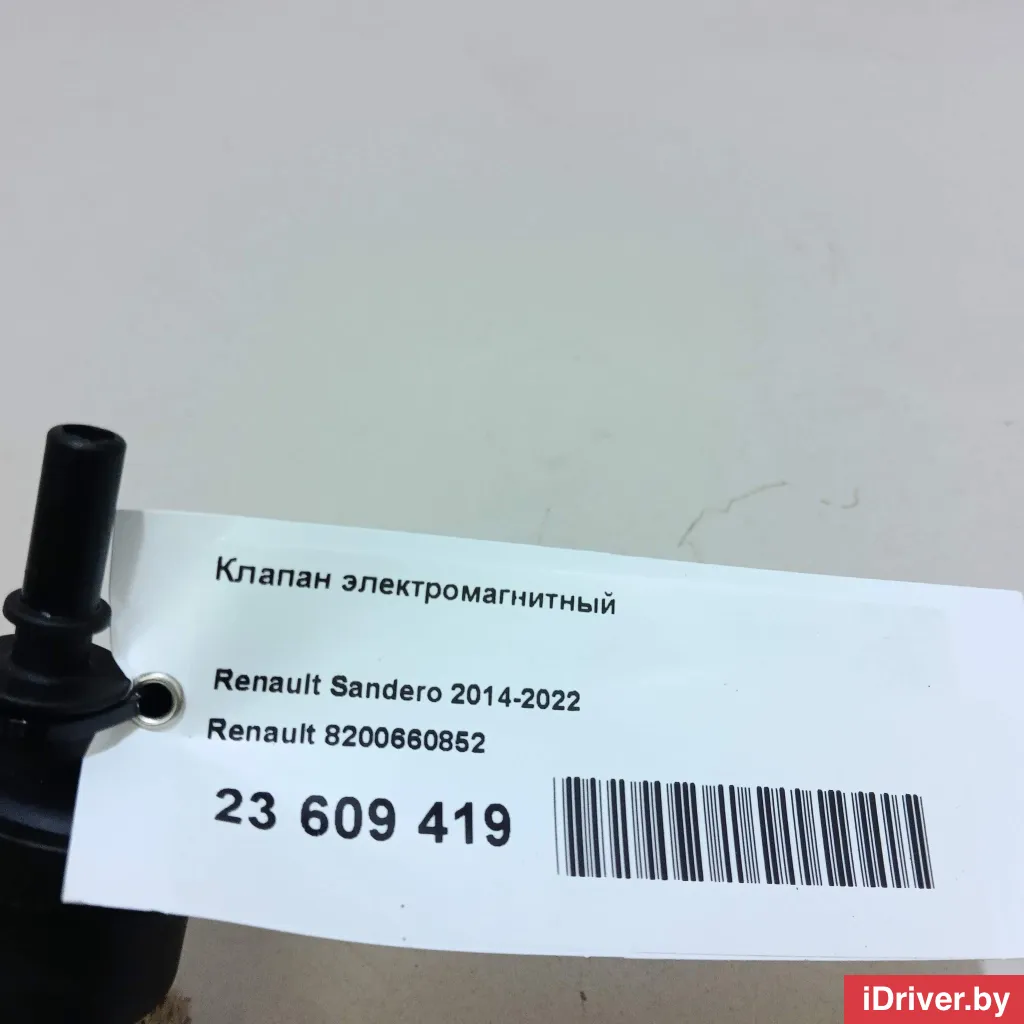 Клапан электромагнитный
Renault Sandero 2014-2022
Renault 8200660852
23 609 419
iDriver.by